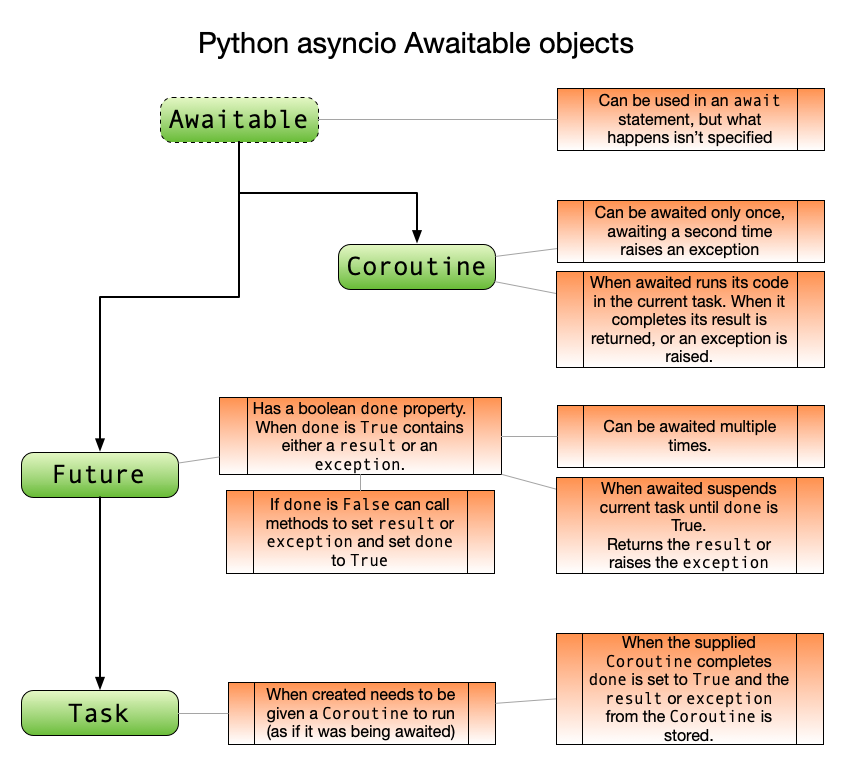 Python asyncio Awaitable objects
Awaitable
Can be used in an await
statement, but what
happens isn't specified
Coroutine
Can be awaited only once,
awaiting a second time
raises an exception
When awaited runs its code
in the current task. When it
completes its result is
returned, or an exception is
raised.
Future
Has a boolean done property.
When done is True contains
either a result or an
exception.
If done is False can call
methods to set result or
exception and set done
to True
Can be awaited multiple
times.
When awaited suspends
current task until done is
True.
Returns the result or
raises the exception
Task
When created needs to be
given a Coroutine to run
(as if it was being awaited)
When the supplied
Coroutine completes
done is set to True and the
result or exception
from the Coroutine is
stored.